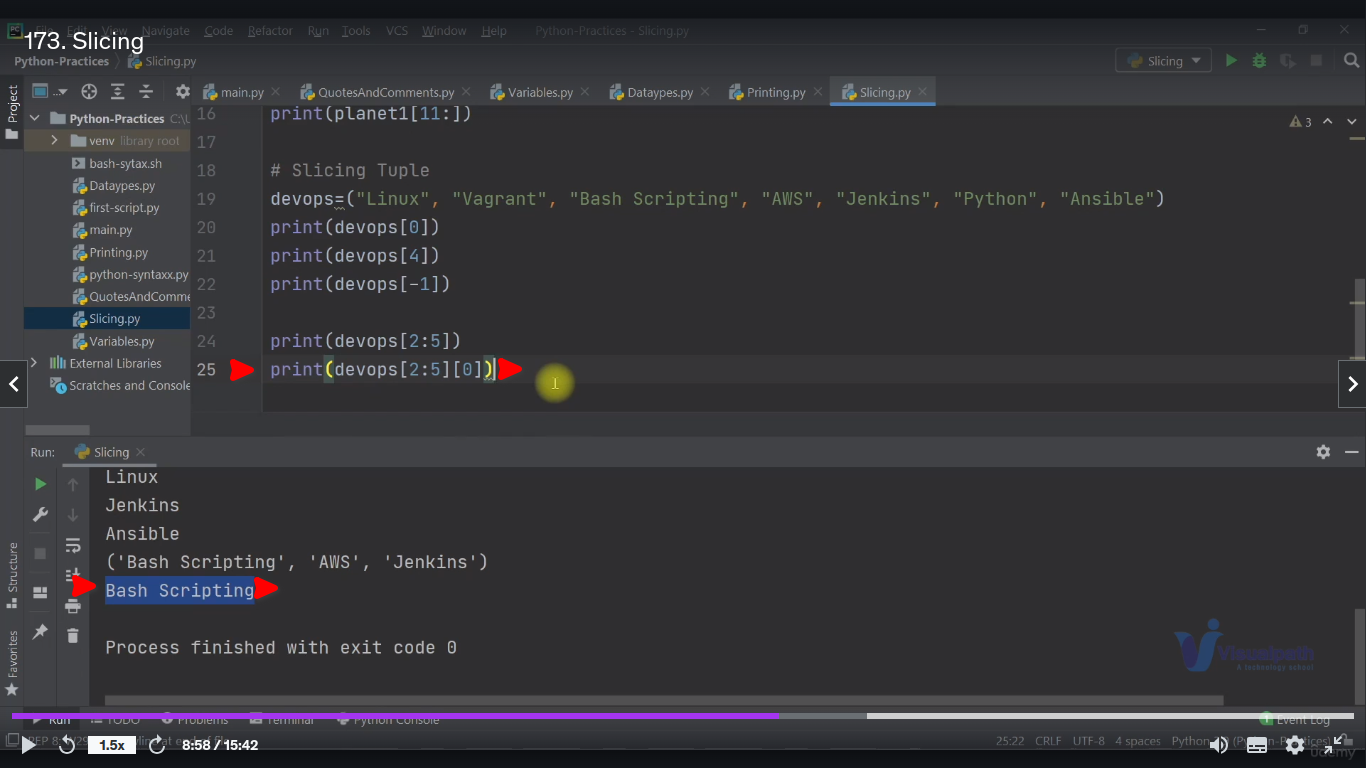 File Edit View Navigate Code Refactor Run Tools VCS Window Help Python-Practices - Slicing.py
173. Slicing
Python-Practices Slicing.py Slicing
Project
main.py QuotesAndComments.py Variables.py Dataypes.py Printing.py Slicing.py
Python-Practices C:\U
venv library root
bash-sytax.sh
Dataypes.py
first-script.py
main.py
Printing.py
python-syntaxx.py
QuotesAndComme
Slicing.py
Variables.py
External Libraries
Scratches and Console
16 print(planet1[11:])
3
17
18 # Slicing Tuple
19 devops=("Linux", "Vagrant", "Bash Scripting", "AWS", "Jenkins", "Python", "Ansible")
20 print(devops[0])
21 print(devops[4])
22 print(devops[-1])
23
24 print(devops[2:5])
25 print(devops[2:5][0])
Run: Slicing
Linux
Jenkins
Ansible
('Bash Scripting', 'AWS', 'Jenkins')
Bash Scripting
Process finished with exit code 0
Structure
Favorites
Visualpath
A technology school
Run TODO Problems Terminal Python Console 1 Event Log
25:22 CRLF UTF-8 4 spaces
1.5x 8:58 / 15:42
udemy